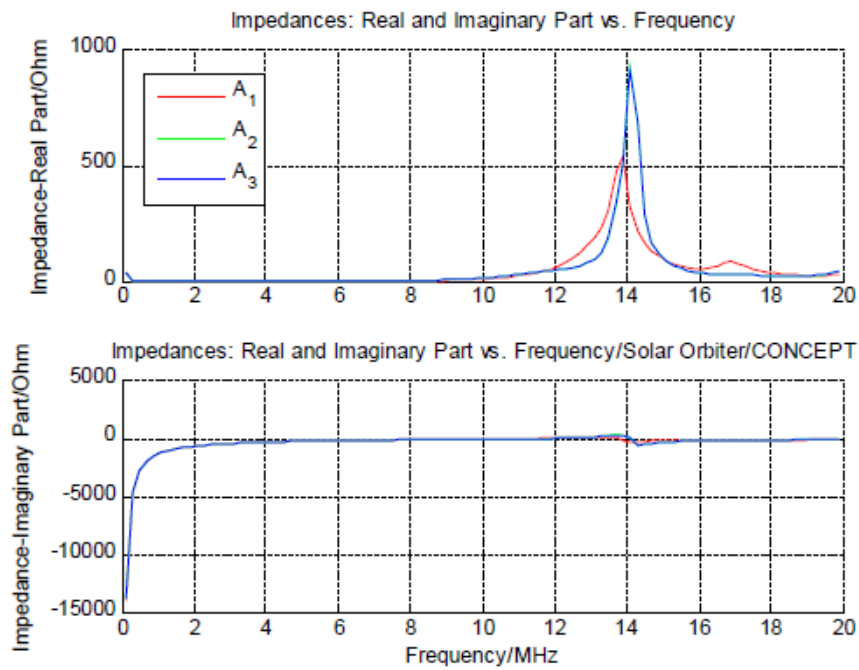 Impedances: Real and Imaginary Part vs. Frequency
Impedance-Real Part/Ohm
1000
500
0
A1
A2
A3
0 2 4 6 8 10 12 14 16 18 20
Impedances: Real and Imaginary Part vs. Frequency/Solar Orbiter/CONCEPT
Impedance-Imaginary Part/Ohm
5000
0
-5000
-10000
-15000
0 2 4 6 8 10 12 14 16 18 20
Frequency/MHz